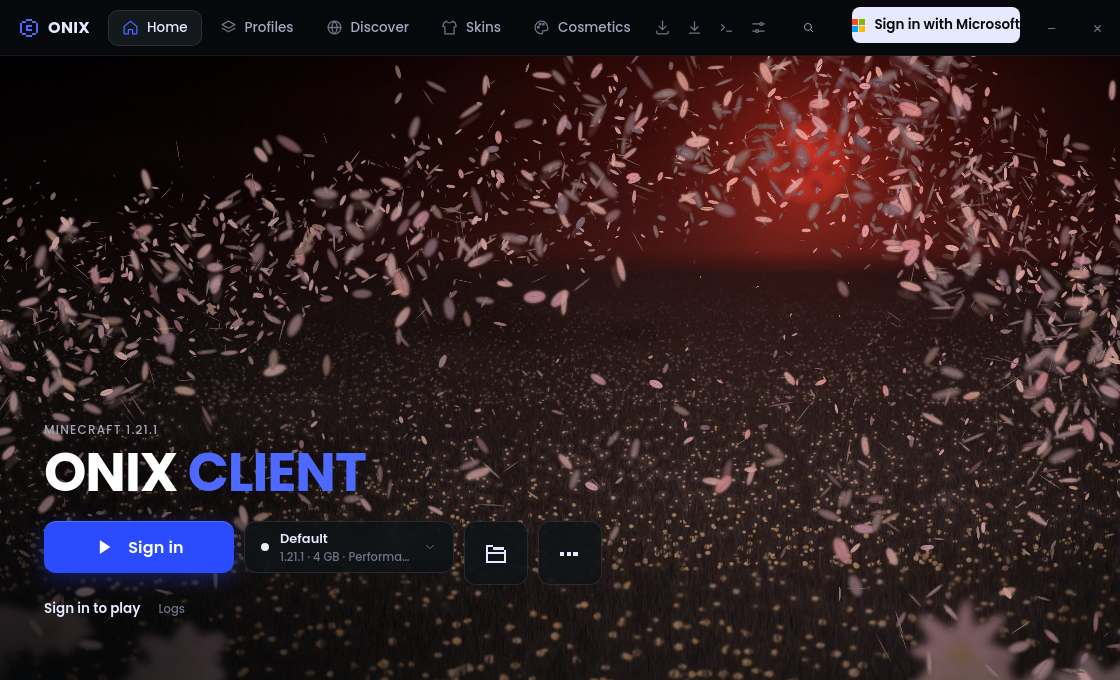 ONIX
Home
Profiles
Discover
Skins
Cosmetics
Sign in with Microsoft
MINECRAFT 1.21.1
ONIX CLIENT
Sign in
Default
1.21.1 · 4 GB · Performa...
Sign in to play
Logs